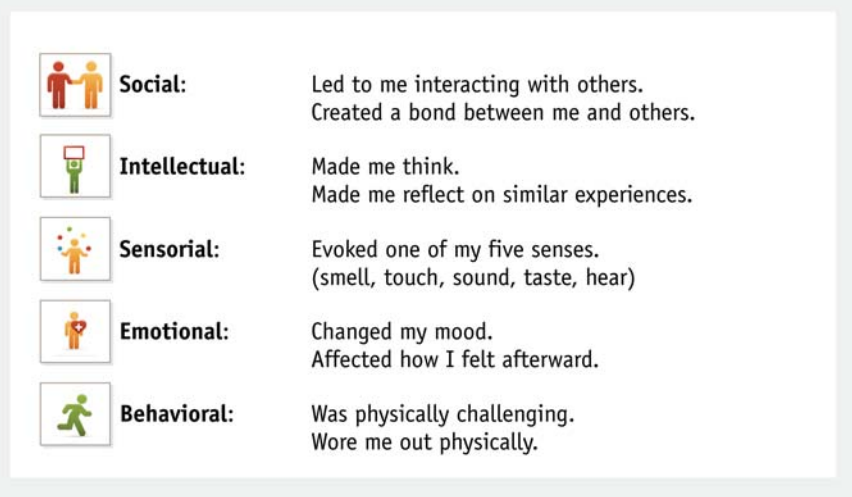 Social:
Led to me interacting with others.
Created a bond between me and others.
Intellectual:
Made me think.
Made me reflect on similar experiences.
Sensorial:
Evoked one of my five senses.
(smell, touch, sound, taste, hear)
Emotional:
Changed my mood.
Affected how I felt afterward.
Behavioral:
Was physically challenging.
Wore me out physically.